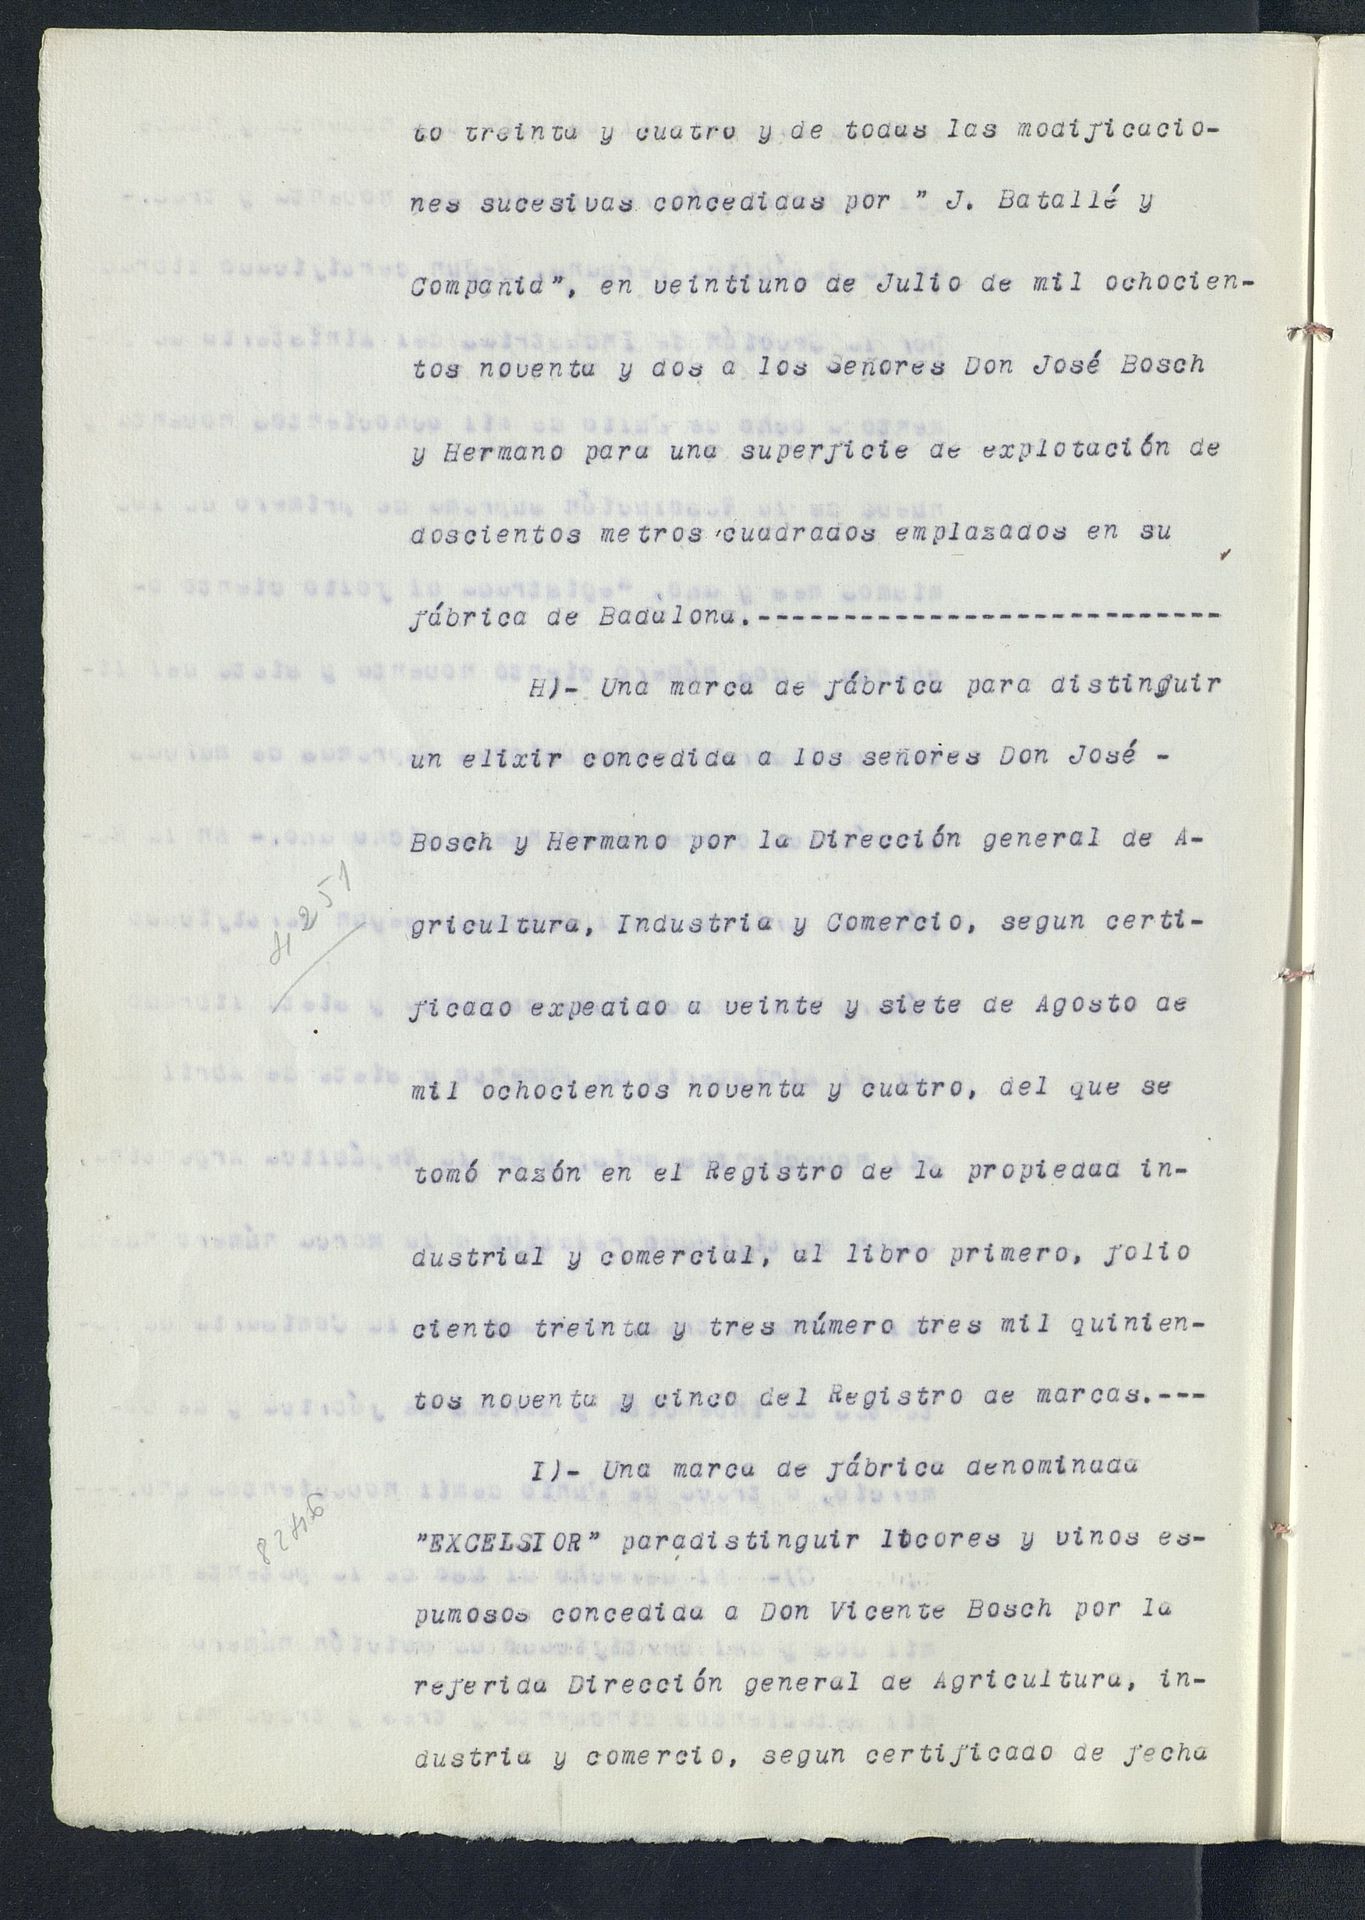 to treinta y cuatro y de todas las modificacio-
nes sucesivas concedidas por " J. Batallé y
Compañia", en veintiuno de Julio de mil ochocien-
tos noventa y dos a los Señores Don José Bosch
y Hermano para una superficie de explotación de
doscientos metros cuadrados emplazados en su
fábrica de Badalona.---------------------------
H)- Una marca de fábrica para distinguir
un elixir concedida a los señores Don José -
Bosch y Hermano por la Dirección general de A-
gricultura, Industria y Comercio, segun certi-
ficado expedido a veinte y siete de Agosto de
mil ochocientos noventa y cuatro, del que se
tomó razón en el Registro de la propiedad in-
dustrial y comercial, al libro primero, folio
ciento treinta y tres número tres mil quinien-
tos noventa y cinco del Registro de marcas.---
I)- Una marca de fábrica denominada
"EXCELSIOR" paradistinguir licores y vinos es-
pumosos concedida a Don Vicente Bosch por la
referida Dirección general de Agricultura, in-
dustria y comercio, segun certificado de fecha
4251